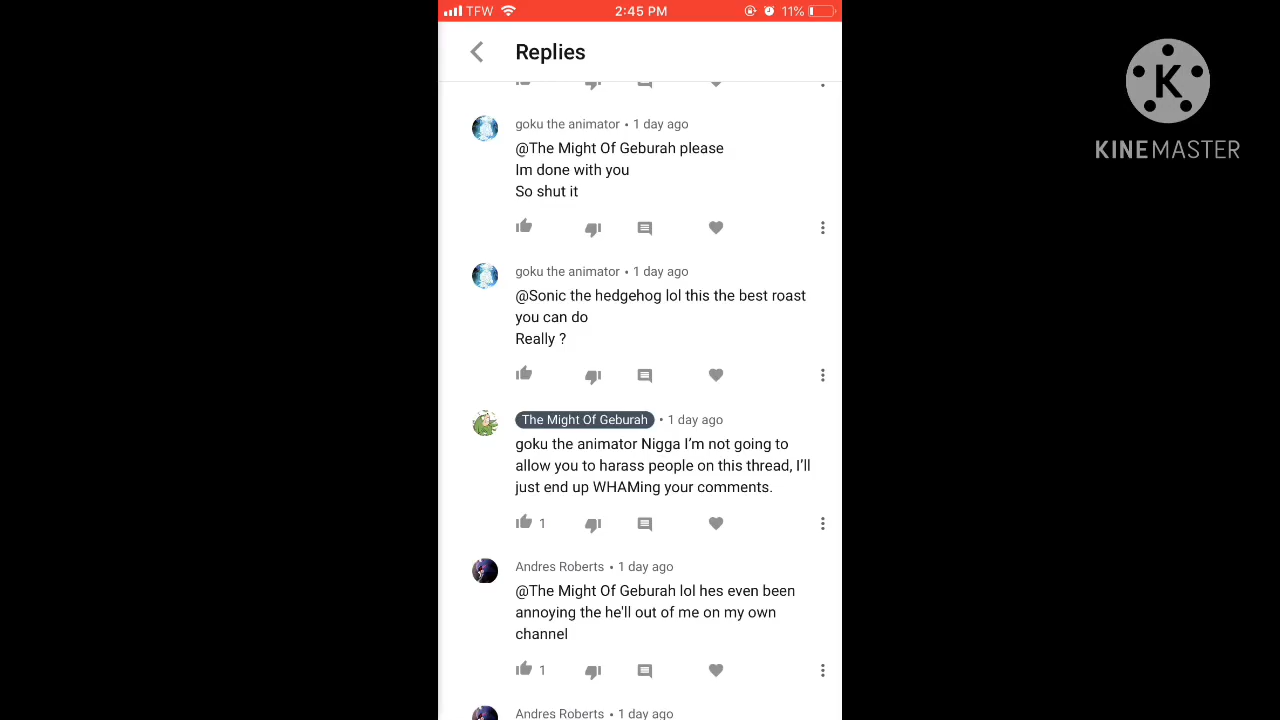 TFW
2:45 PM
11%
Replies
goku the animator • 1 day ago
@The Might Of Geburah please
Im done with you
So shut it
goku the animator • 1 day ago
@Sonic the hedgehog lol this the best roast
you can do
Really ?
The Might Of Geburah • 1 day ago
goku the animator Nigga I’m not going to
allow you to harass people on this thread, I’ll
just end up WHAMing your comments.
1
Andres Roberts • 1 day ago
@The Might Of Geburah lol hes even been
annoying the he'll out of me on my own
channel
1
Andres Roberts • 1 day ago
K
KINEMASTER